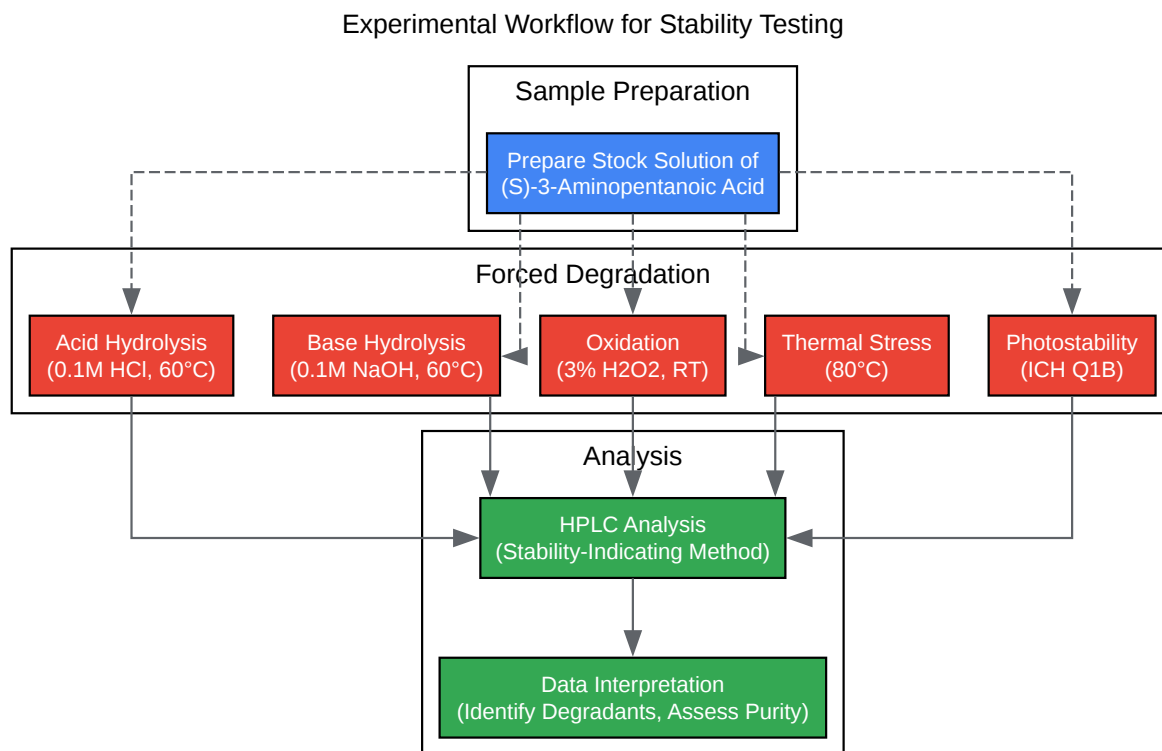 Experimental Workflow for Stability Testing
Sample Preparation
Prepare Stock Solution of
(S)-3-Aminopentanoic Acid
Forced Degradation
Acid Hydrolysis
(0.1M HCl, 60°C)
Base Hydrolysis
(0.1M NaOH, 60°C)
Oxidation
(3% H2O2, RT)
Thermal Stress
(80°C)
Photostability
(ICH Q1B)
Analysis
HPLC Analysis
(Stability-Indicating Method)
Data Interpretation
(Identify Degradants, Assess Purity)